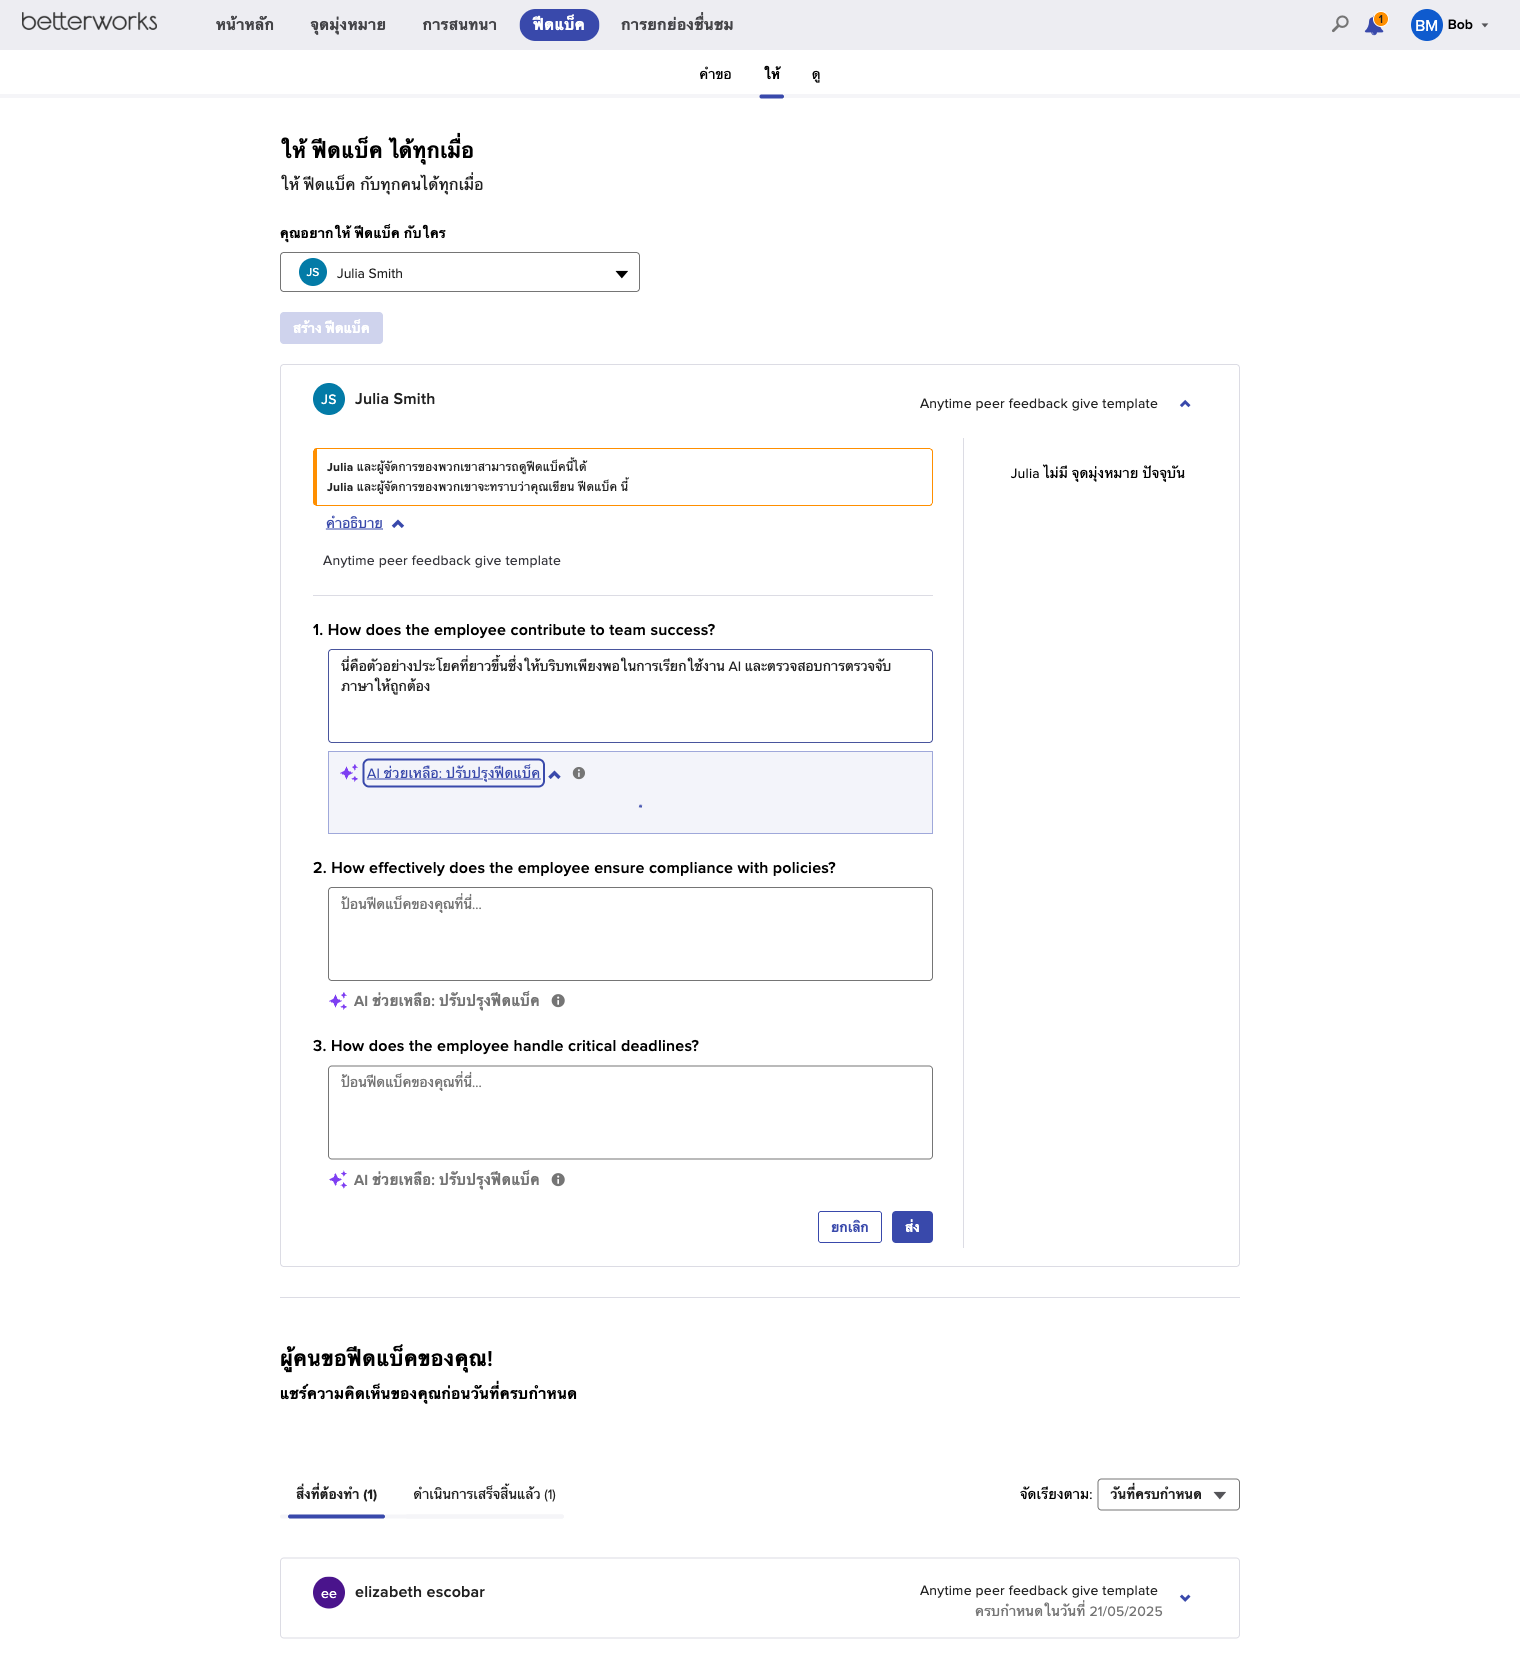 betterworks
หน้าหลัก
จุดมุ่งหมาย
การสนทนา
ฟีดแบ็ค
การยกย่องชื่นชม
1
BM
Bob
คำขอ
ให้
ดู
ให้ ฟีดแบ็ค ได้ทุกเมื่อ
ให้ ฟีดแบ็ค กับทุกคนได้ทุกเมื่อ
คุณอยากให้ ฟีดแบ็ค กับใคร
JS
Julia Smith
สร้าง ฟีดแบ็ค
JS
Julia Smith
Anytime peer feedback give template
Julia และผู้จัดการของพวกเขาสามารถดูฟีดแบ็คนี้ได้
Julia และผู้จัดการของพวกเขาจะทราบว่าคุณเขียน ฟีดแบ็ค นี้
Julia ไม่มี จุดมุ่งหมาย ปัจจุบัน
คำอธิบาย
Anytime peer feedback give template
1. How does the employee contribute to team success?
นี่คือตัวอย่างประโยคที่ยาวขึ้นซึ่งให้บริบทเพียงพอในการเรียกใช้งาน AI และตรวจสอบการตรวจจับ
ภาษาให้ถูกต้อง
AI ช่วยเหลือ: ปรับปรุงฟีดแบ็ค
2. How effectively does the employee ensure compliance with policies?
ป้อนฟีดแบ็คของคุณที่นี่...
AI ช่วยเหลือ: ปรับปรุงฟีดแบ็ค
3. How does the employee handle critical deadlines?
ป้อนฟีดแบ็คของคุณที่นี่...
AI ช่วยเหลือ: ปรับปรุงฟีดแบ็ค
ยกเลิก
ส่ง
ผู้คนขอฟีดแบ็คของคุณ!
แชร์ความคิดเห็นของคุณก่อนวันที่ครบกำหนด
สิ่งที่ต้องทำ (1)
ดำเนินการเสร็จสิ้นแล้ว (1)
จัดเรียงตาม:
วันที่ครบกำหนด
ee
elizabeth escobar
Anytime peer feedback give template
ครบกำหนดในวันที่ 21/05/2025